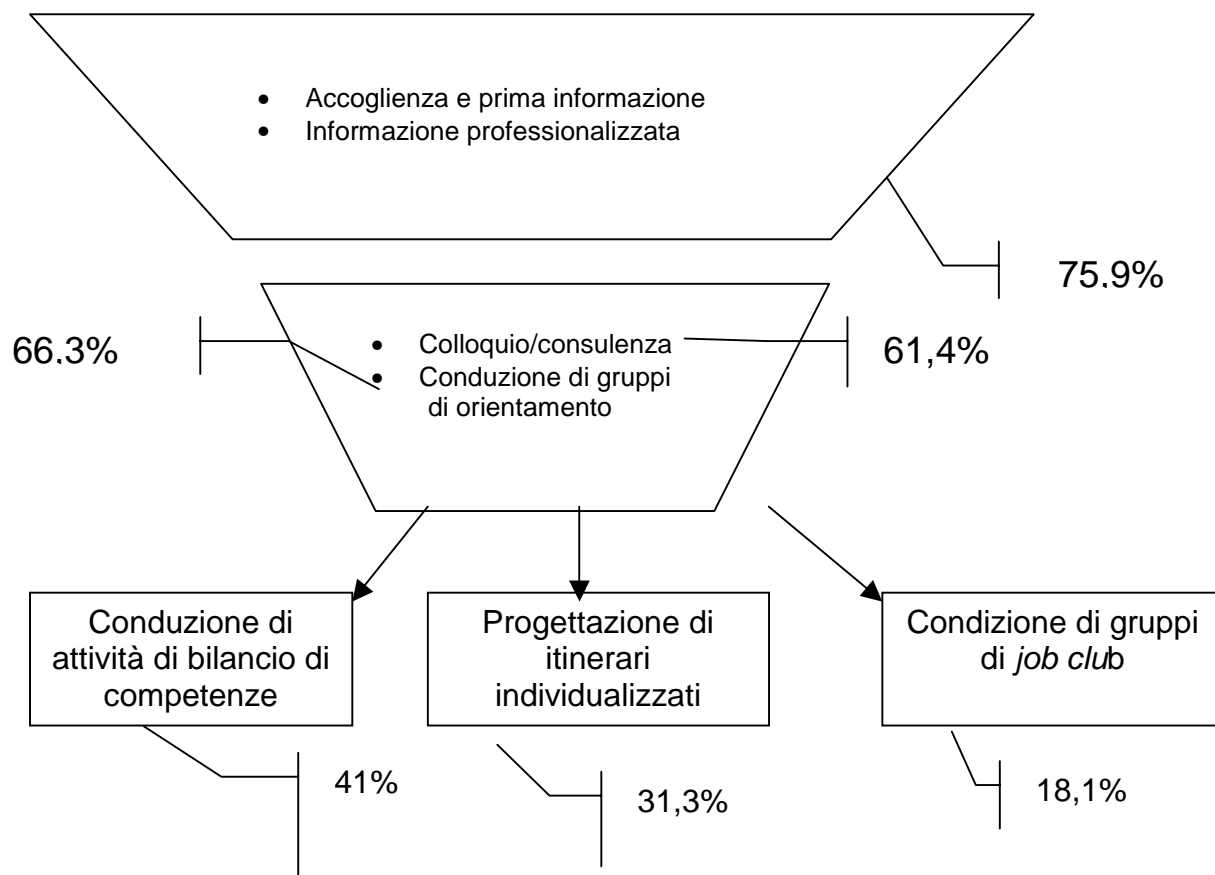 • Accoglienza e prima informazione
• Informazione professionalizzata
75.9%
66.3%
• Colloquio/consulenza
• Conduzione di gruppi
di orientamento
61,4%
Conduzione di
attività di bilancio di
competenze
Progettazione di
itinerari
individualizzati
Condizione di gruppi
di job club
41%
31,3%
18,1%